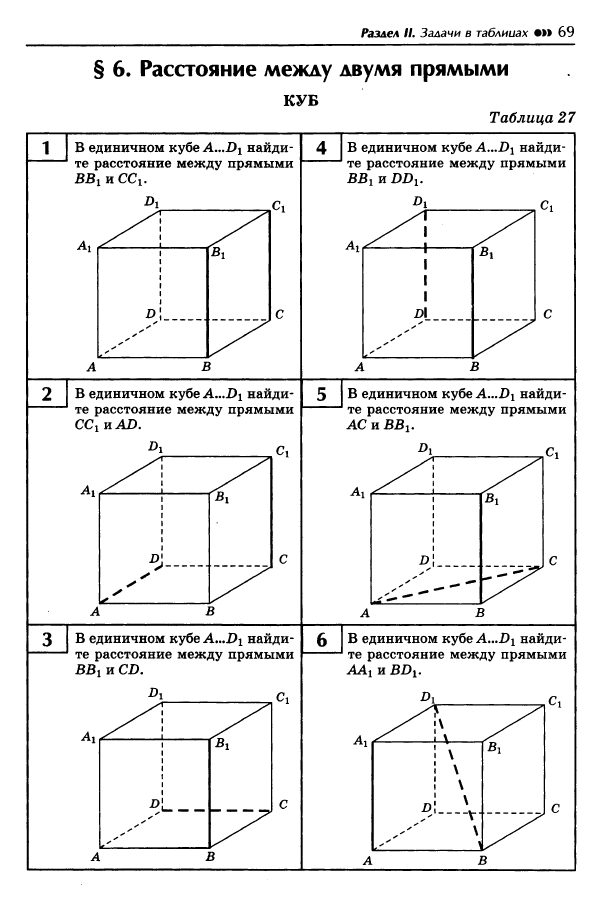 Раздел II. Задачи в таблицах 69
§ 6. Расстояние между двумя прямыми
КУБ
Таблица 27
1
В единичном кубе A...D₁ найди-
те расстояние между прямыми
BB₁ и CC₁.
D₁
C₁
A₁
B₁
D
C
A
B
2
В единичном кубе A...D₁ найди-
те расстояние между прямыми
CC₁ и AD.
D₁
C₁
A₁
B₁
D
C
A
B
3
В единичном кубе A...D₁ найди-
те расстояние между прямыми
BB₁ и CD.
D₁
C₁
A₁
B₁
D
C
A
B
4
В единичном кубе A...D₁ найди-
те расстояние между прямыми
BB₁ и DD₁.
D₁
C₁
A₁
B₁
D
C
A
B
5
В единичном кубе A...D₁ найди-
те расстояние между прямыми
AC и BB₁.
D₁
C₁
A₁
B₁
D
C
A
B
6
В единичном кубе A...D₁ найди-
те расстояние между прямыми
AA₁ и BD₁.
D₁
C₁
A₁
B₁
D
C
A
B